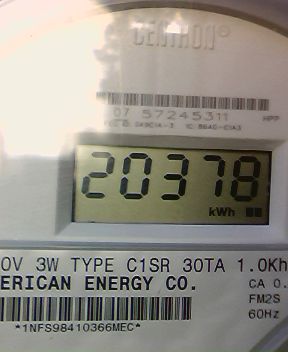 CENTRON®
07 57245311 HPP
20378
kWh
0V 3W TYPE C1SR 30TA 1.0Kh
ERICAN ENERGY CO. CA 0.
FM2S
60Hz
*1NFS98410366MEC*